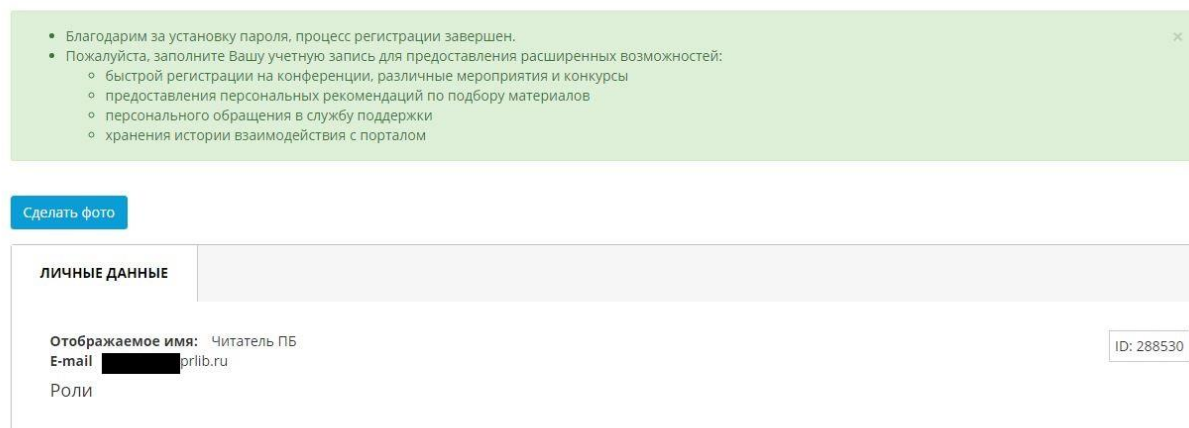 Благодарим за установку пароля, процесс регистрации завершен.
Пожалуйста, заполните Вашу учетную запись для предоставления расширенных возможностей:
быстрой регистрации на конференции, различные мероприятия и конкурсы
предоставления персональных рекомендаций по подбору материалов
персонального обращения в службу поддержки
хранения истории взаимодействия с порталом
Сделать фото
ЛИЧНЫЕ ДАННЫЕ
Отображаемое имя: Читатель ПБ
E-mail prlib.ru
ID: 288530
Роли